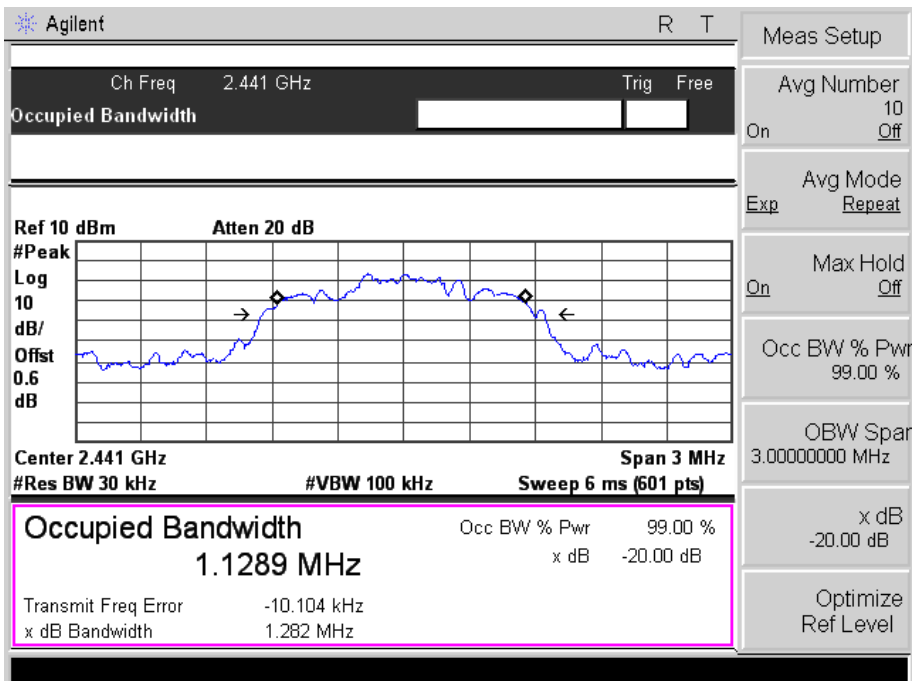 Agilent R T
Meas Setup
Ch Freq 2.441 GHz Trig Free
Occupied Bandwidth
Avg Number
10
On Off
Avg Mode
Exp Repeat
Max Hold
On Off
Occ BW % Pwr
99.00 %
OBW Span
3.00000000 MHz
x dB
-20.00 dB
Optimize
Ref Level
Ref 10 dBm Atten 20 dB
#Peak
Log
10
dB/
Offst
0.6
dB
Center 2.441 GHz Span 3 MHz
#Res BW 30 kHz #VBW 100 kHz Sweep 6 ms (601 pts)
Occupied Bandwidth
1.1289 MHz
Occ BW % Pwr 99.00 %
x dB -20.00 dB
Transmit Freq Error -10.104 kHz
x dB Bandwidth 1.282 MHz